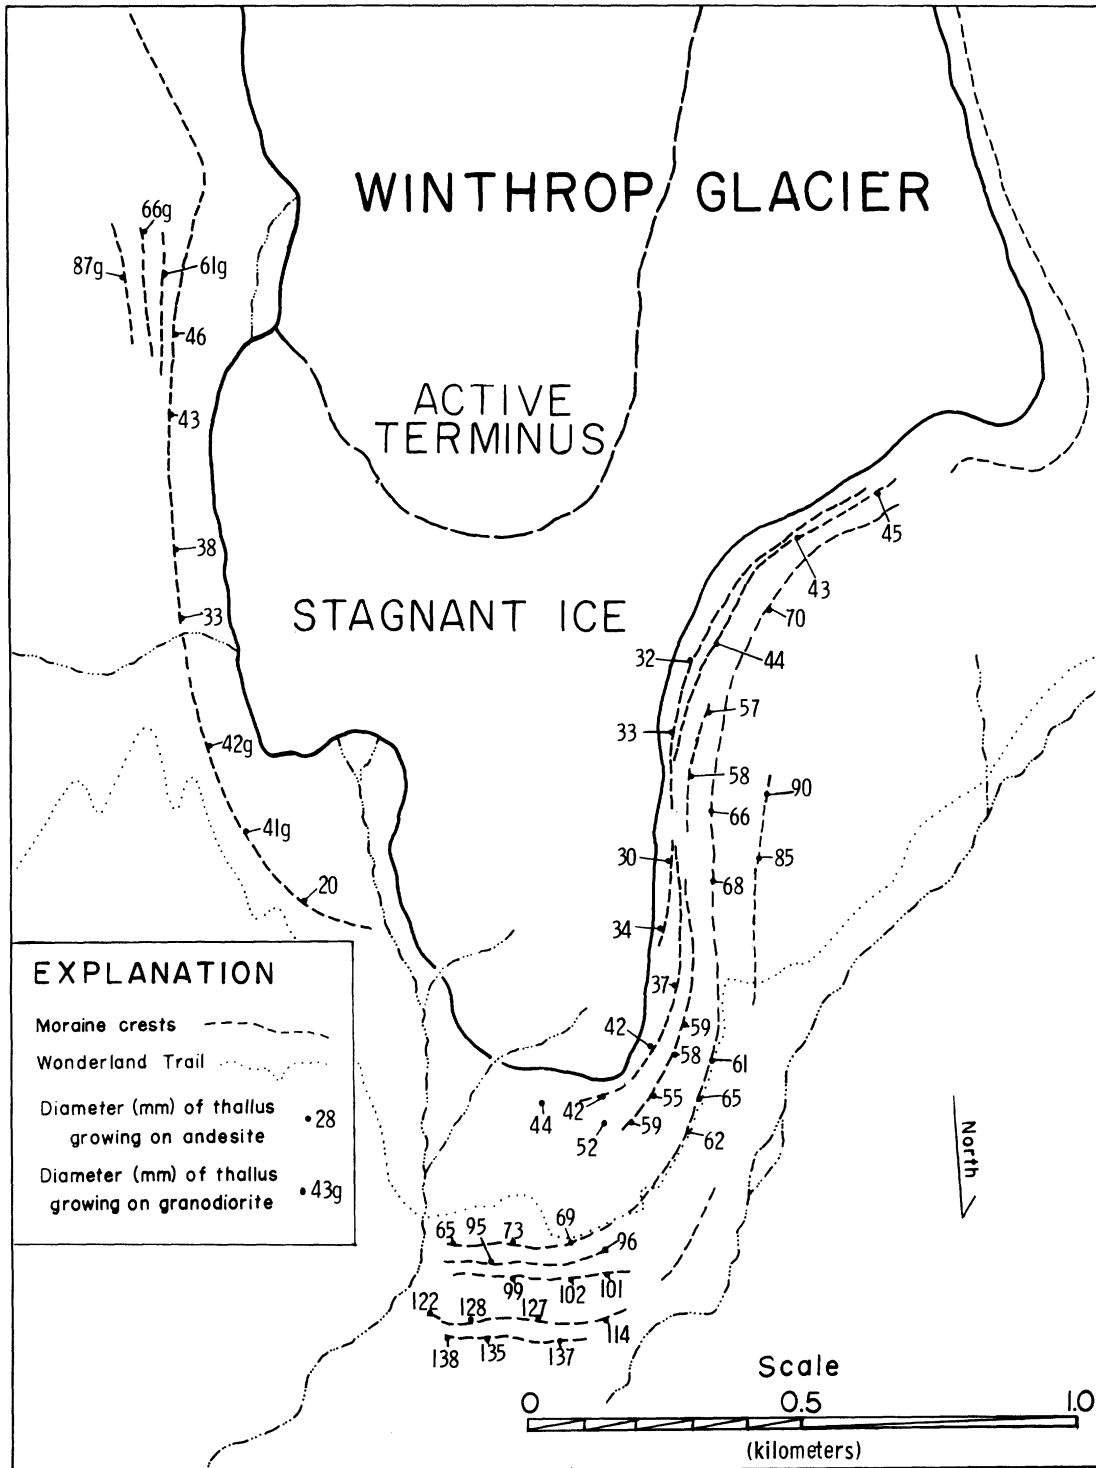 WINTHROP GLACIER
66g
87g
61g
46
43
ACTIVE
TERMINUS
45
43
38
33
STAGNANT ICE
70
32
44
57
33
42g
58
90
66
41g
30
85
68
20
34
37
42
59
58
61
55
65
44
42
52
59
62
EXPLANATION
Moraine crests
Wonderland Trail
Diameter (mm) of thallus
growing on andesite
28
Diameter (mm) of thallus
growing on granodiorite
43g
North
65
95
73
69
96
99
102
101
122
128
127
114
138
135
137
Scale
0
0.5
1.0
(kilometers)